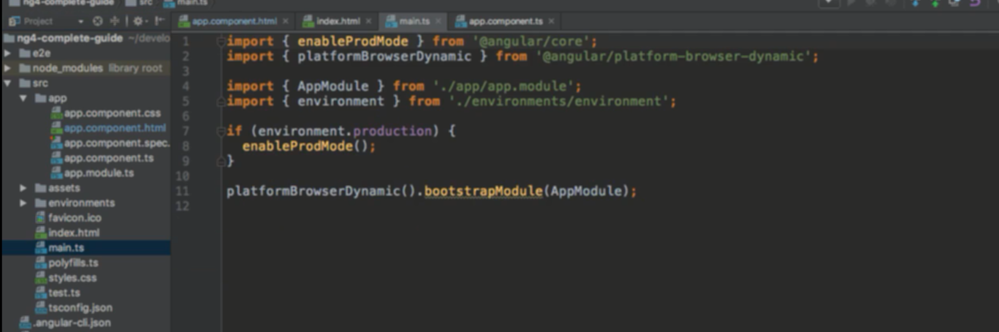 ng4-complete-guide src main.ts
Project
app.component.html index.html main.ts app.component.ts
ng4-complete-guide ~/develo
e2e
node_modules library root
src
app
app.component.css
app.component.html
app.component.spec.
app.component.ts
app.module.ts
assets
environments
favicon.ico
index.html
main.ts
polyfills.ts
styles.css
test.ts
tsconfig.json
.angular-cli.json
1 import { enableProdMode } from '@angular/core';
2 import { platformBrowserDynamic } from '@angular/platform-browser-dynamic';
3
4 import { AppModule } from './app/app.module';
5 import { environment } from './environments/environment';
6
7 if (environment.production) {
8   enableProdMode();
9 }
10
11 platformBrowserDynamic().bootstrapModule(AppModule);
12